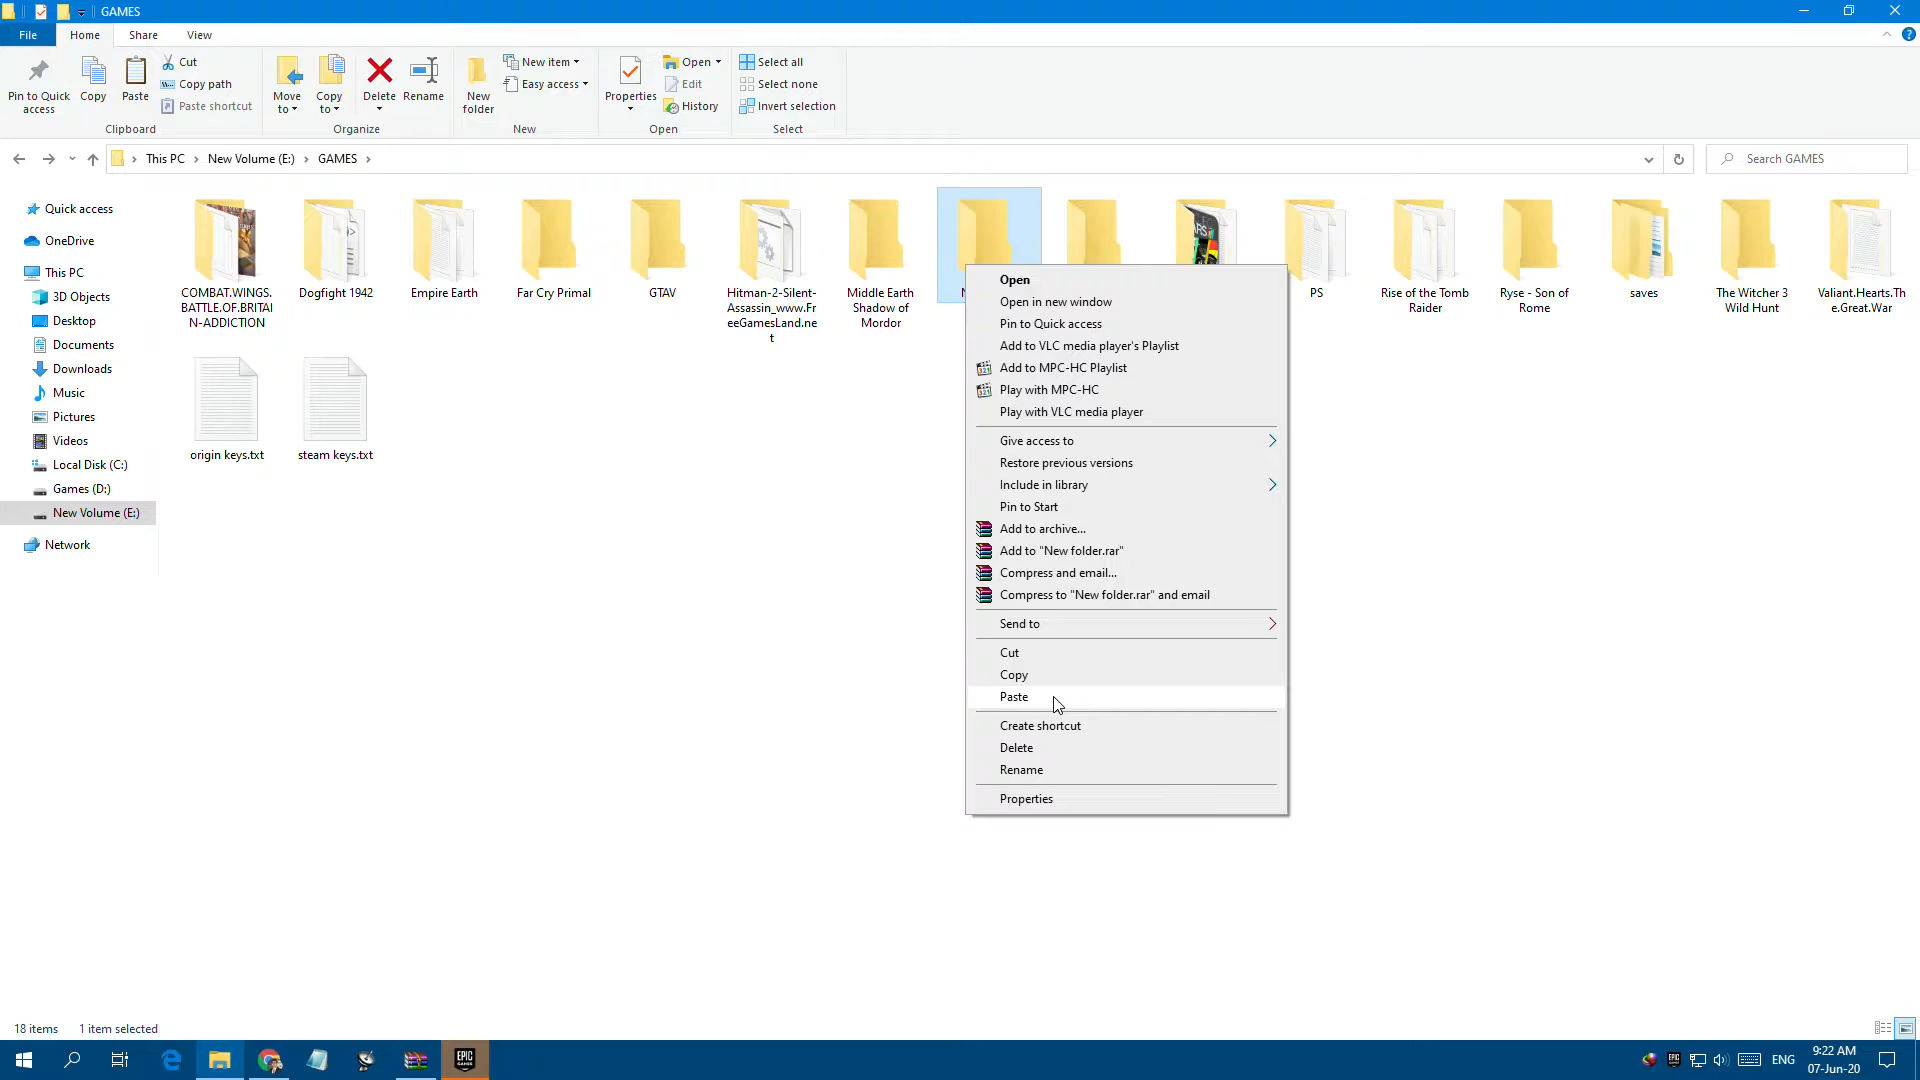 GAMES
File Home Share View
Pin to Quick access
Copy
Paste
Cut
Copy path
Paste shortcut
Clipboard
Move to
Copy to
Delete
Rename
Organize
New folder
New item
Easy access
New
Properties
Open
Edit
History
Open
Select all
Select none
Invert selection
Select
This PC New Volume (E:) GAMES
Search GAMES
Quick access
OneDrive
This PC
3D Objects
Desktop
Documents
Downloads
Music
Pictures
Videos
Local Disk (C:)
Games (D:)
New Volume (E:)
Network
COMBAT.WINGS.
BATTLE.OF.BRITAI
N-ADDICTION
Dogfight 1942
Empire Earth
Far Cry Primal
GTAV
Hitman-2-Silent-
Assassin_www.Fr
eeGamesLand.ne
t
Middle Earth
Shadow of
Mordor
PS
Rise of the Tomb
Raider
Ryse - Son of
Rome
saves
The Witcher 3
Wild Hunt
Valiant.Hearts.Th
e.Great.War
origin keys.txt
steam keys.txt
Open
Open in new window
Pin to Quick access
Add to VLC media player's Playlist
Add to MPC-HC Playlist
Play with MPC-HC
Play with VLC media player
Give access to
Restore previous versions
Include in library
Pin to Start
Add to archive...
Add to "New folder.rar"
Compress and email...
Compress to "New folder.rar" and email
Send to
Cut
Copy
Paste
Create shortcut
Delete
Rename
Properties
18 items 1 item selected
EPIC GAMES
ENG
9:22 AM
07-Jun-20